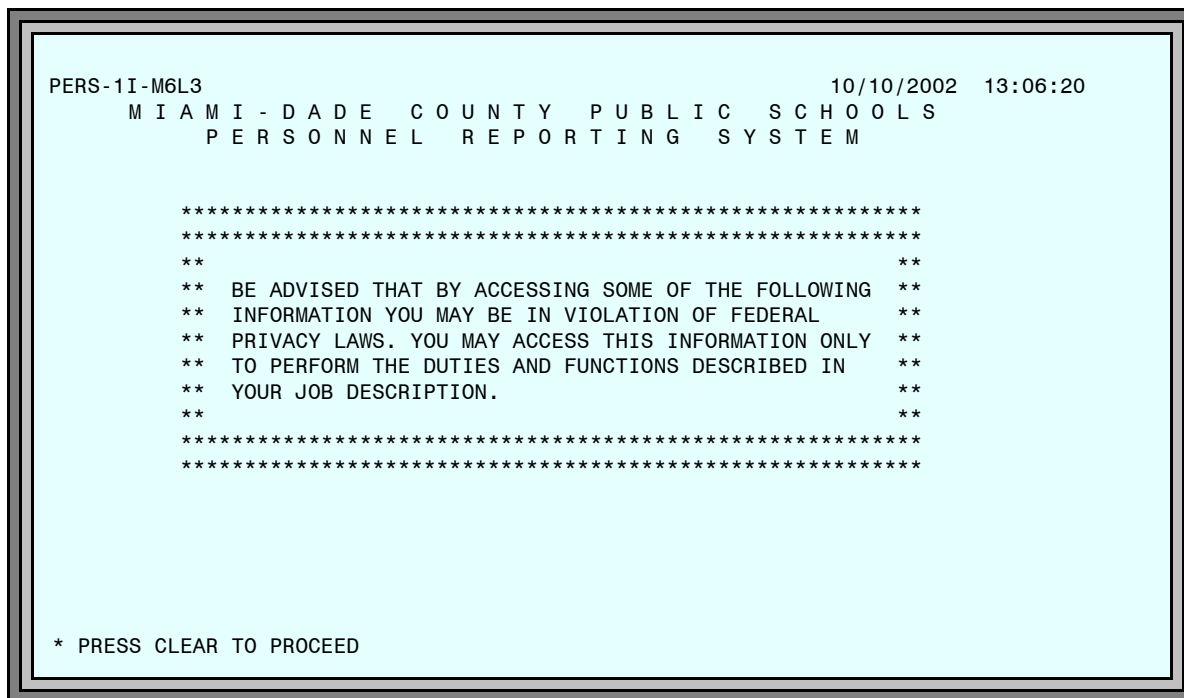 PERS-1I-M6L3 10/10/2002 13:06:20
M I A M I - D A D E C O U N T Y P U B L I C S C H O O L S
P E R S O N N E L R E P O R T I N G S Y S T E M
**********************************************************
**********************************************************
** **
** BE ADVISED THAT BY ACCESSING SOME OF THE FOLLOWING **
** INFORMATION YOU MAY BE IN VIOLATION OF FEDERAL **
** PRIVACY LAWS. YOU MAY ACCESS THIS INFORMATION ONLY **
** TO PERFORM THE DUTIES AND FUNCTIONS DESCRIBED IN **
** YOUR JOB DESCRIPTION. **
** **
**********************************************************
**********************************************************
* PRESS CLEAR TO PROCEED